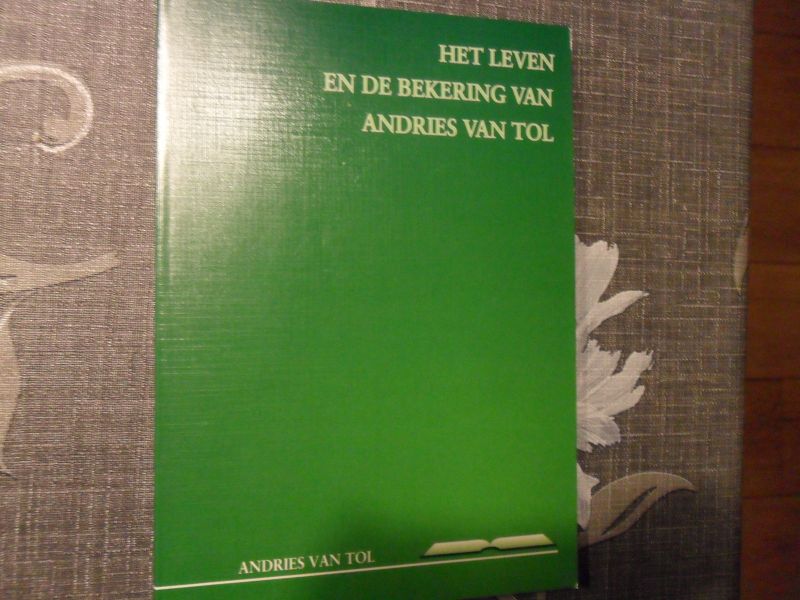 HET LEVEN
EN DE BEKERING VAN
ANDRIES VAN TOL
ANDRIES VAN TOL